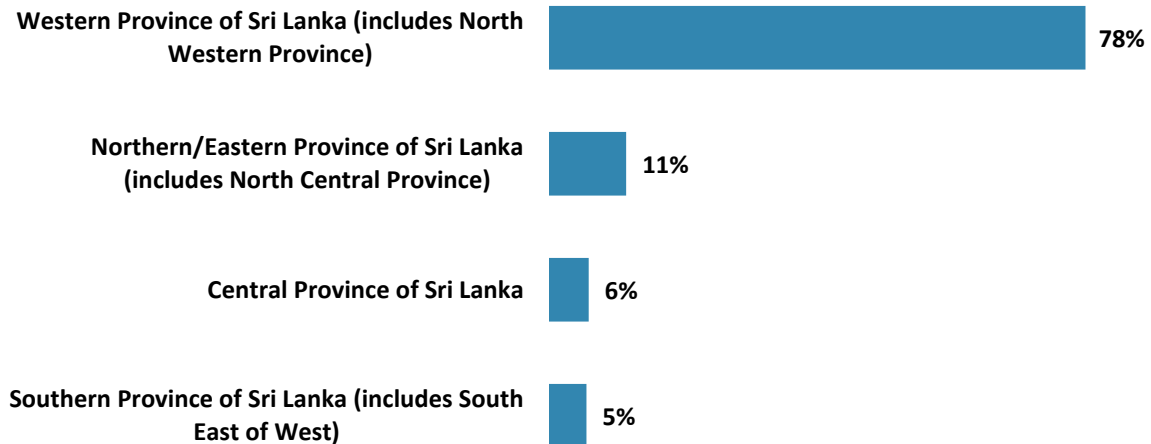 Western Province of Sri Lanka (includes North
Western Province)
78%
Northern/Eastern Province of Sri Lanka
(includes North Central Province)
11%
Central Province of Sri Lanka
6%
Southern Province of Sri Lanka (includes South
East of West)
5%